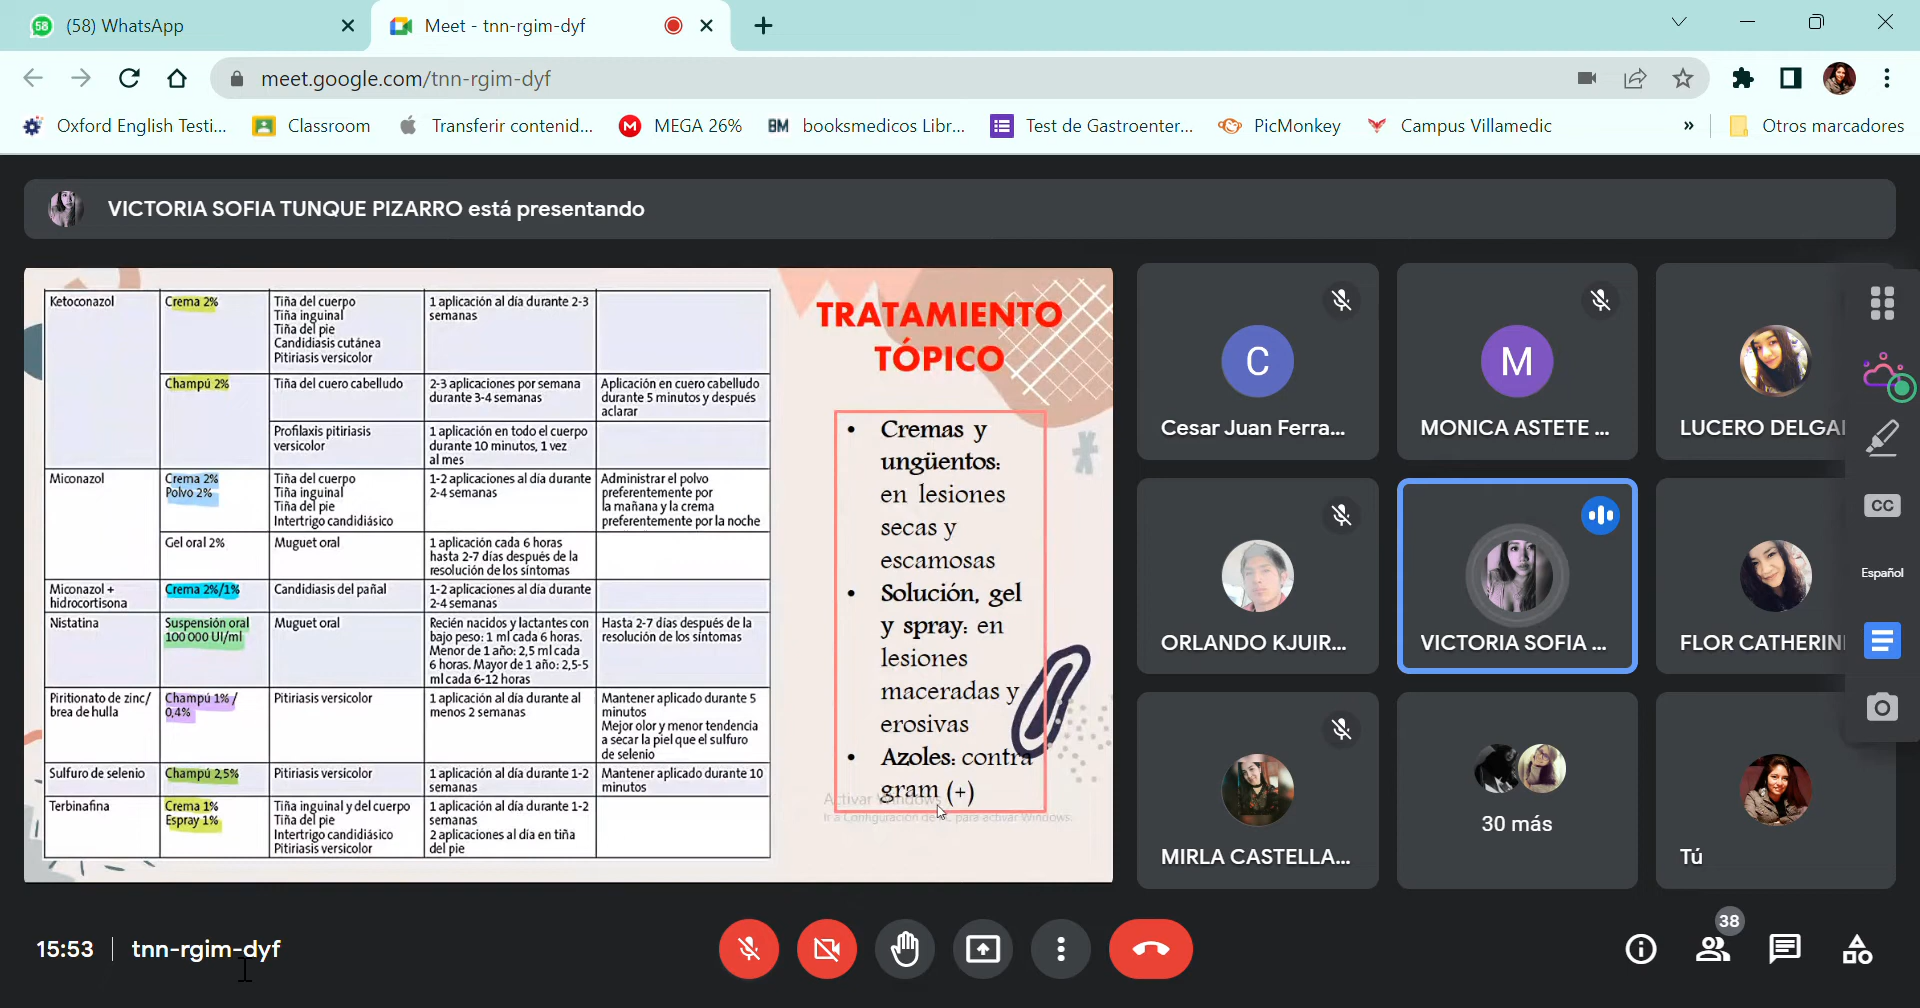 (58) WhatsApp
Meet - tnn-rgim-dyf
meet.google.com/tnn-rgim-dyf
Oxford English Testi...
Classroom
Transferir contenid...
MEGA 26%
BM booksmedicos Libr...
Test de Gastroenter...
PicMonkey
Campus Villamedic
»
Otros marcadores
VICTORIA SOFIA TUNQUE PIZARRO está presentando
Ketoconazol
Crema 2%
Tiña del cuerpo
Tiña inguinal
Tiña del pie
Candidiasis cutánea
Pitiriasis versicolor
1 aplicación al día durante 2-3
semanas
Champú 2%
Tiña del cuero cabelludo
2-3 aplicaciones por semana
durante 3-4 semanas
Aplicación en cuero cabelludo
durante 5 minutos y después
aclarar
Profilaxis pitiriasis
versicolor
1 aplicación en todo el cuerpo
durante 10 minutos, 1 vez
al mes
Miconazol
Crema 2%
Polvo 2%
Tiña del cuerpo
Tiña inguinal
Tiña del pie
Intertrigo candidiásico
1-2 aplicaciones al día durante
2-4 semanas
Administrar el polvo
preferentemente por
la mañana y la crema
preferentemente por la noche
Gel oral 2%
Muguet oral
1 aplicación cada 6 horas
hasta 2-7 días después de la
resolución de los síntomas
Miconazol +
hidrocortisona
Crema 2%/1%
Candidiasis del pañal
1-2 aplicaciones al día durante
2-4 semanas
Nistatina
Suspensión oral
100 000 UI/ml
Muguet oral
Recién nacidos y lactantes con
bajo peso: 1 ml cada 6 horas.
Menor de 1 año: 2,5 ml cada
6 horas. Mayor de 1 año: 2,5-5
ml cada 6-12 horas
Hasta 2-7 días después de la
resolución de los síntomas
Piritionato de zinc/
brea de hulla
Champú 1% /
0,4%
Pitiriasis versicolor
1 aplicación al día durante al
menos 2 semanas
Mantener aplicado durante 5
minutos
Mejor olor y menor tendencia
a secar la piel que el sulfuro
de selenio
Sulfuro de selenio
Champú 2,5%
Pitiriasis versicolor
1 aplicación al día durante 1-2
semanas
Mantener aplicado durante 10
minutos
Terbinafina
Crema 1%
Espray 1%
Tiña inguinal y del cuerpo
Tiña del pie
Intertrigo candidiásico
Pitiriasis versicolor
1 aplicación al día durante 1-2
semanas
2 aplicaciones al día en tiña
del pie
TRATAMIENTO
TÓPICO
• Cremas y
ungüentos:
en lesiones
secas y
escamosas
• Solución, gel
y spray: en
lesiones
maceradas y
erosivas
• Azoles: contra
gram (+)
Activar Windows
Ir a Configuración de PC para activar Windows.
C
Cesar Juan Ferra...
M
MONICA ASTETE ...
LUCERO DELGA
ORLANDO KJUIR...
VICTORIA SOFIA ...
FLOR CATHERIN
MIRLA CASTELLA...
30 más
Tú
CC
Español
15:53
tnn-rgim-dyf
38